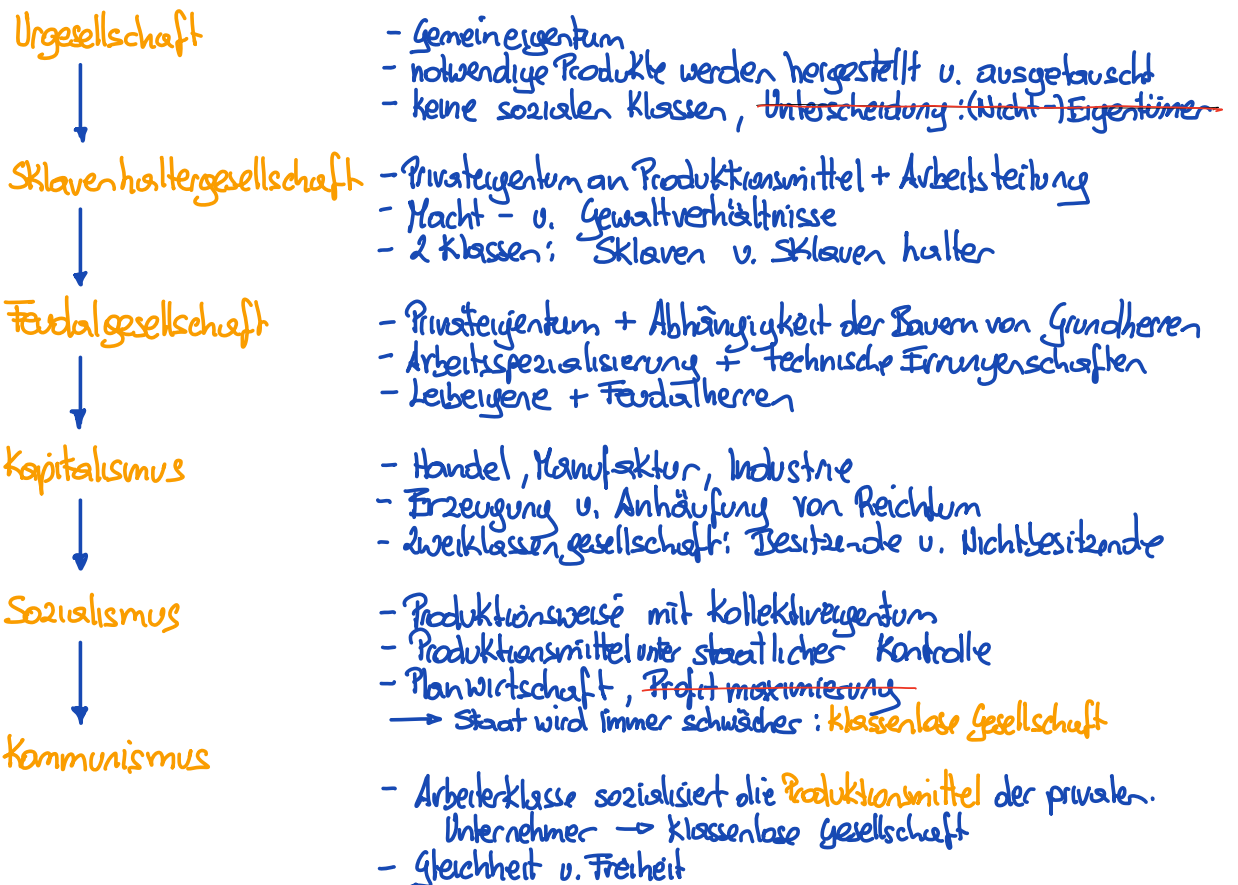 Urgesellschaft
- Gemeineigentum
- notwendige Produkte werden hergestellt u. ausgetauscht
- keine sozialen Klassen, Unterscheidung: (Nicht-)Eigentümer
Sklavenhaltergesellschaft
- Privateigentum an Produktionsmittel + Arbeitsteilung
- Macht- u. Gewaltverhältnisse
- 2 Klassen: Sklaven u. Sklavenhalter
Feudalgesellschaft
- Privateigentum + Abhängigkeit der Bauern von Grundherren
- Arbeitsspezialisierung + technische Errungenschaften
- Leibeigene + Feudalherren
Kapitalismus
- Handel, Manufaktur, Industrie
- Erzeugung u. Anhäufung von Reichtum
- Zweiklassengesellschaft: Besitzende u. Nichtbesitzende
Sozialismus
- Produktionsweise mit Kollektiveigentum
- Produktionsmittel unter staatlicher Kontrolle
- Planwirtschaft, Profitmaximierung
→ Staat wird immer schwächer: klassenlose Gesellschaft
Kommunismus
- Arbeiterklasse sozialisiert die Produktionsmittel der privaten.
Unternehmer → klassenlose Gesellschaft
- Gleichheit u. Freiheit